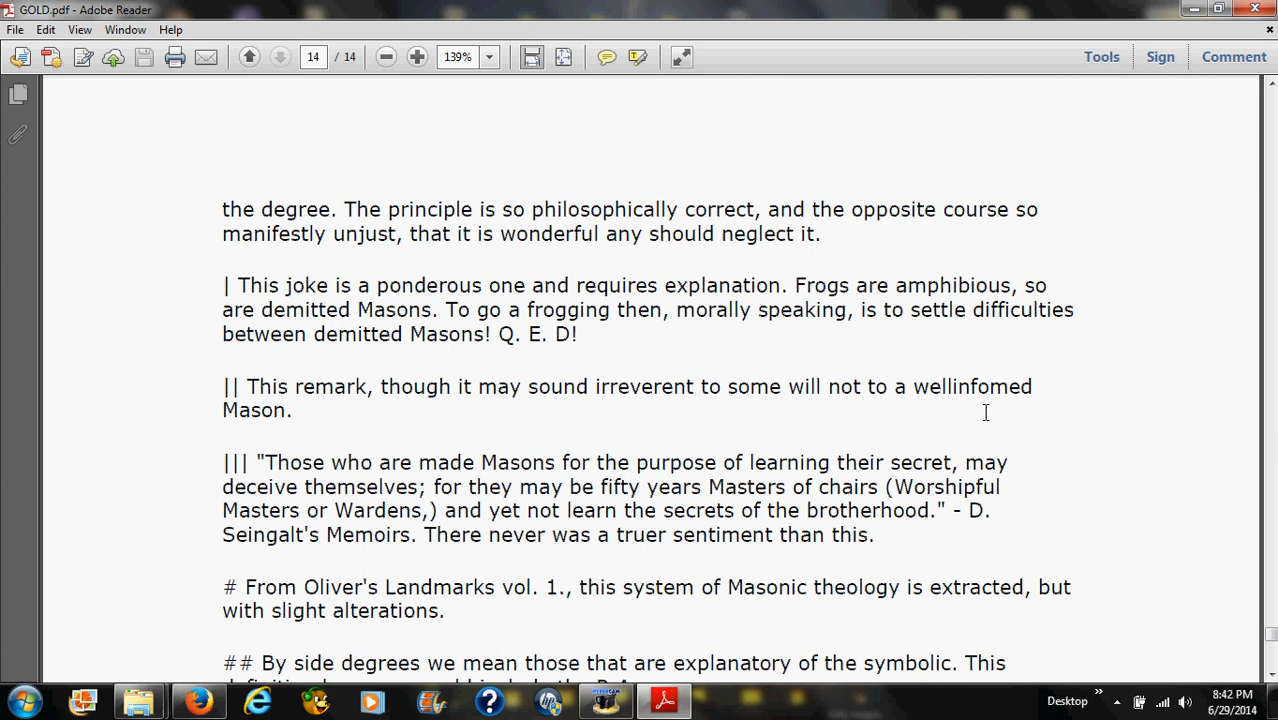 GOLD.pdf - Adobe Reader
File Edit View Window Help
14 / 14 139% Tools Sign Comment
the degree. The principle is so philosophically correct, and the opposite course so
manifestly unjust, that it is wonderful any should neglect it.
| This joke is a ponderous one and requires explanation. Frogs are amphibious, so
are demitted Masons. To go a frogging then, morally speaking, is to settle difficulties
between demitted Masons! Q. E. D!
|| This remark, though it may sound irreverent to some will not to a wellinfomed
Mason.
||| "Those who are made Masons for the purpose of learning their secret, may
deceive themselves; for they may be fifty years Masters of chairs (Worshipful
Masters or Wardens,) and yet not learn the secrets of the brotherhood." - D.
Seingalt's Memoirs. There never was a truer sentiment than this.
# From Oliver's Landmarks vol. 1., this system of Masonic theology is extracted, but
with slight alterations.
## By side degrees we mean those that are explanatory of the symbolic. This
Desktop 8:42 PM
6/29/2014